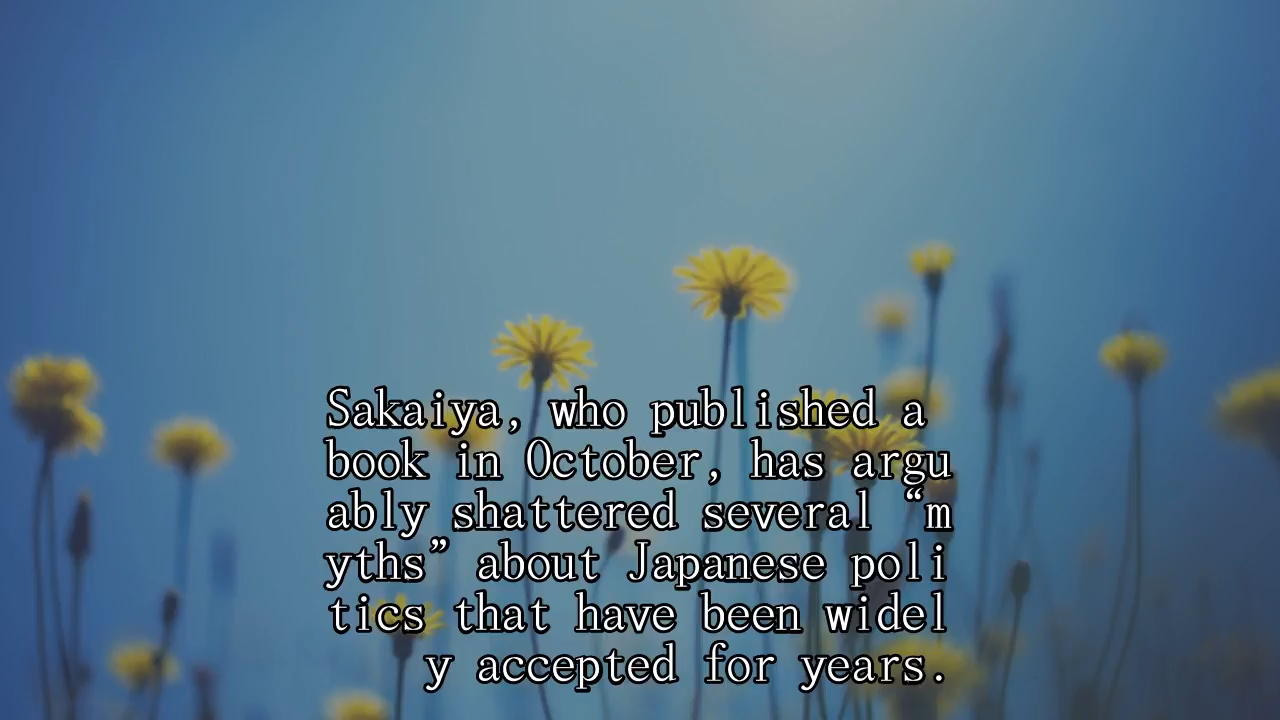 Sakaiya, who published a
book in October, has argu
ably shattered several “m
yths” about Japanese poli
tics that have been widel
y accepted for years.